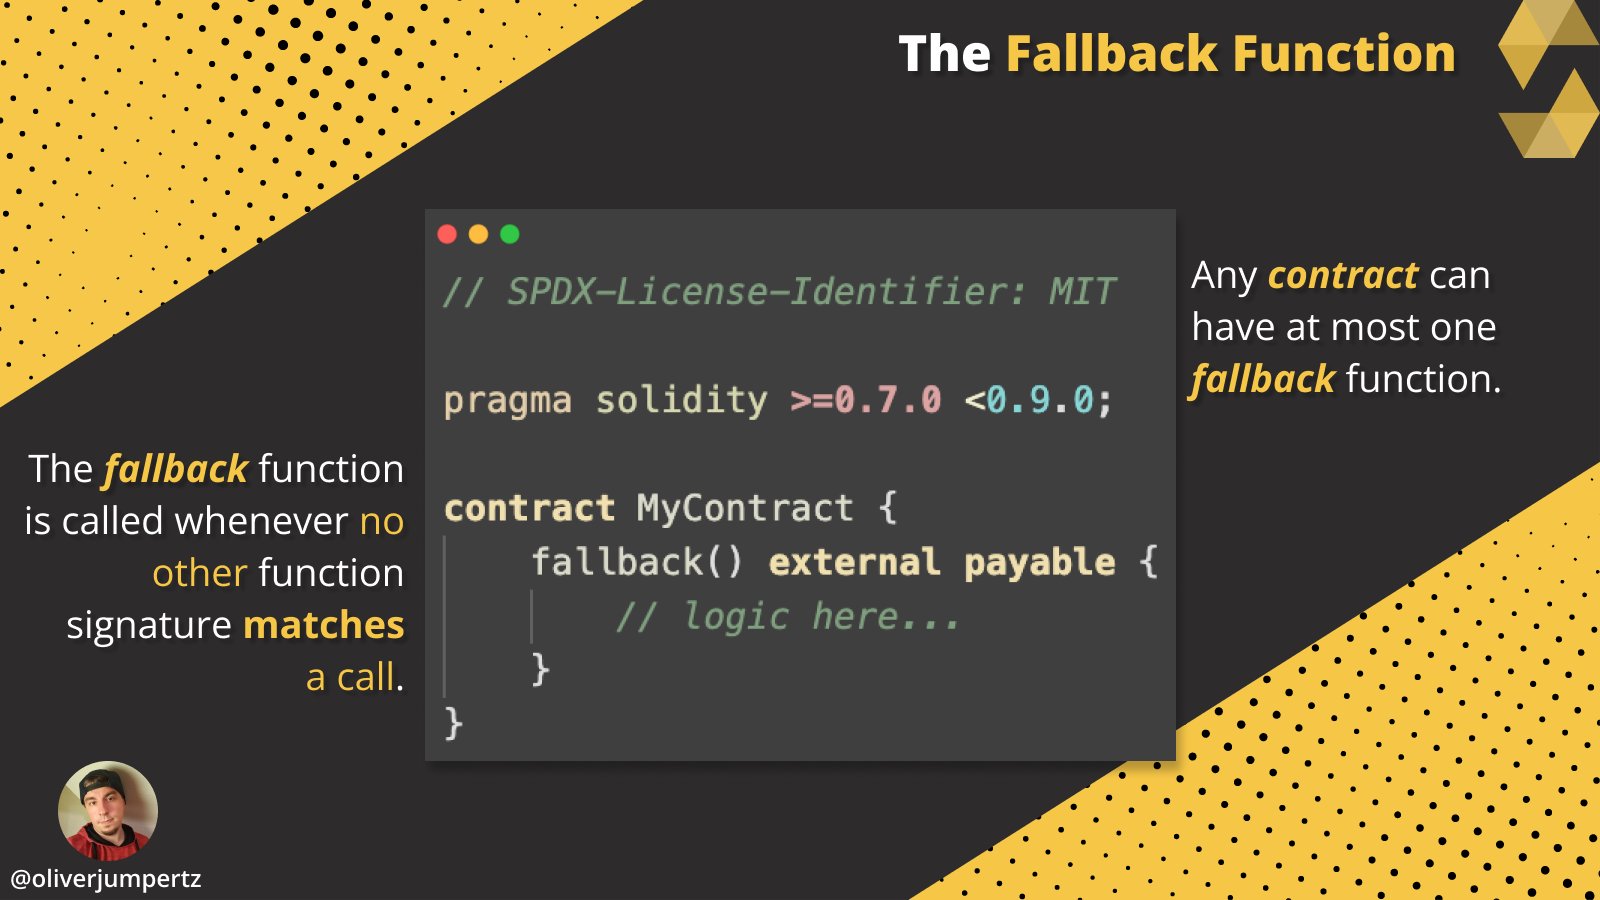 The Fallback Function
// SPDX-License-Identifier: MIT
pragma solidity >=0.7.0 <0.9.0;
contract MyContract {
fallback() external payable {
// logic here...
}
}
Any contract can
have at most one
fallback function.
The fallback function
is called whenever no
other function
signature matches
a call.
@oliverjumpertz